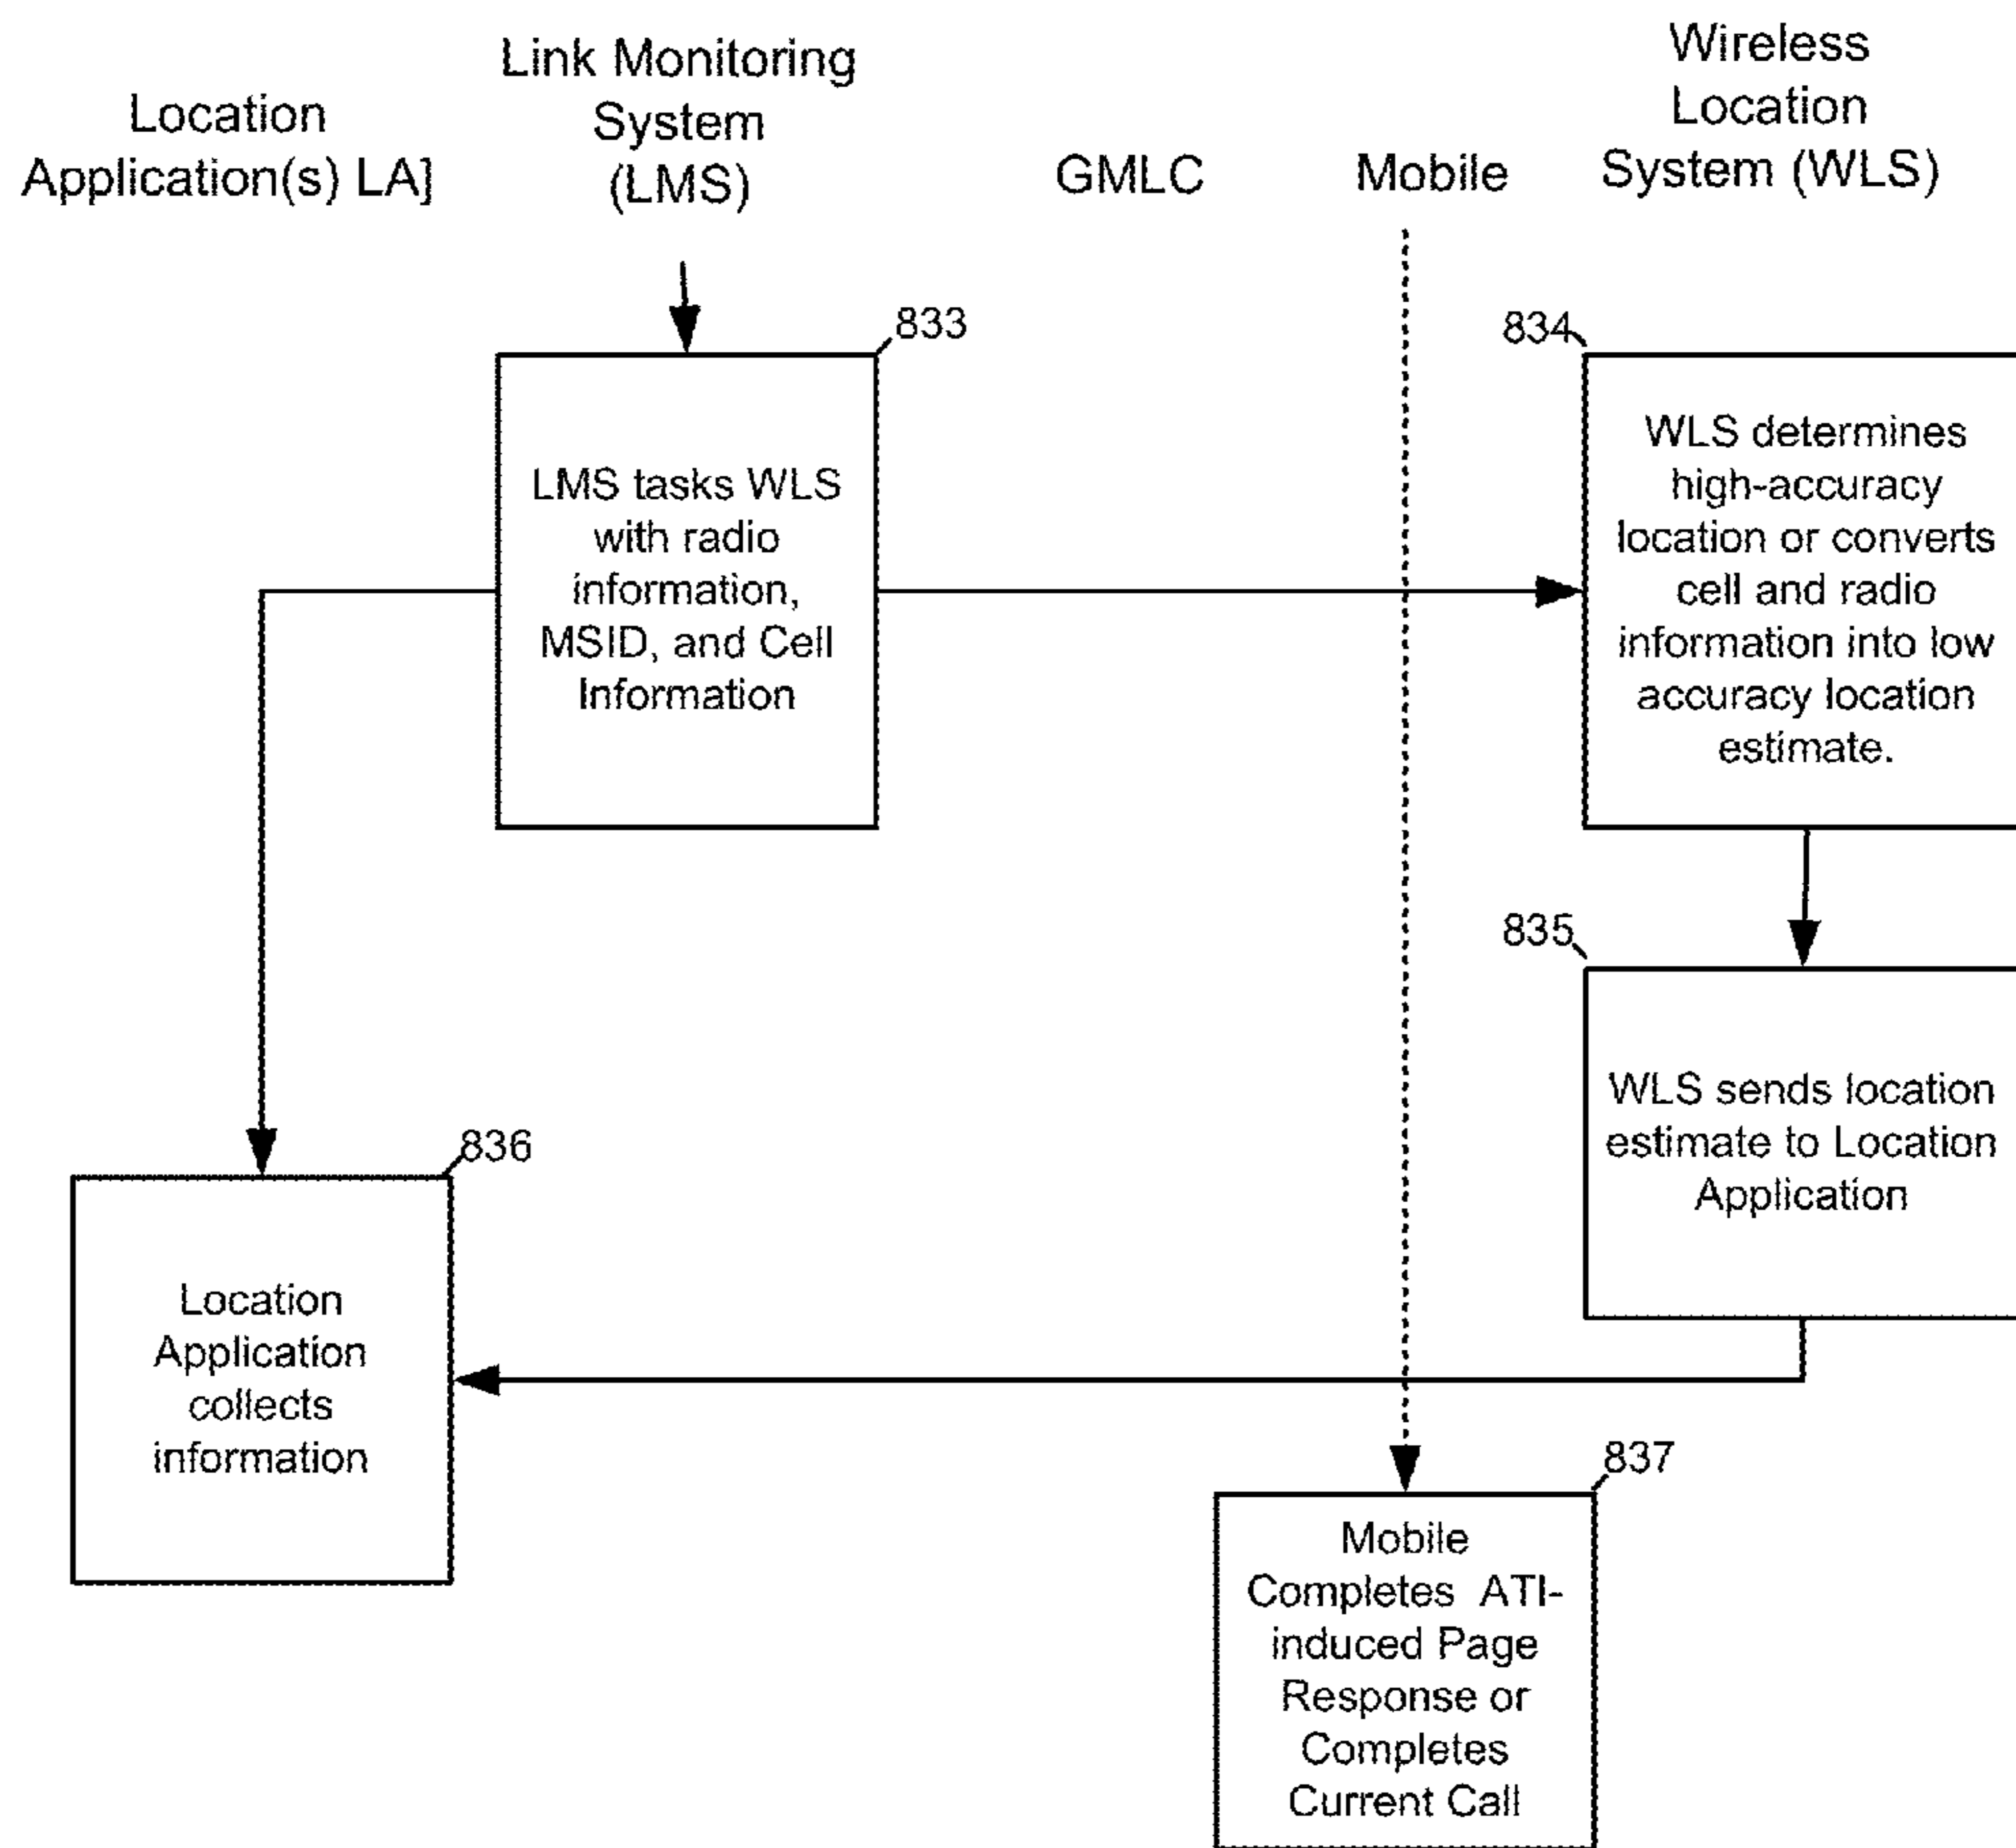 Location
Application(s) LA]
Link Monitoring
System
(LMS)
GMLC
Mobile
Wireless
Location
System (WLS)
833
LMS tasks WLS
with radio
information,
MSID, and Cell
Information
834
WLS determines
high-accuracy
location or converts
cell and radio
information into low
accuracy location
estimate.
835
WLS sends location
estimate to Location
Application
836
Location
Application
collects
information
837
Mobile
Completes ATI-
induced Page
Response or
Completes
Current Call